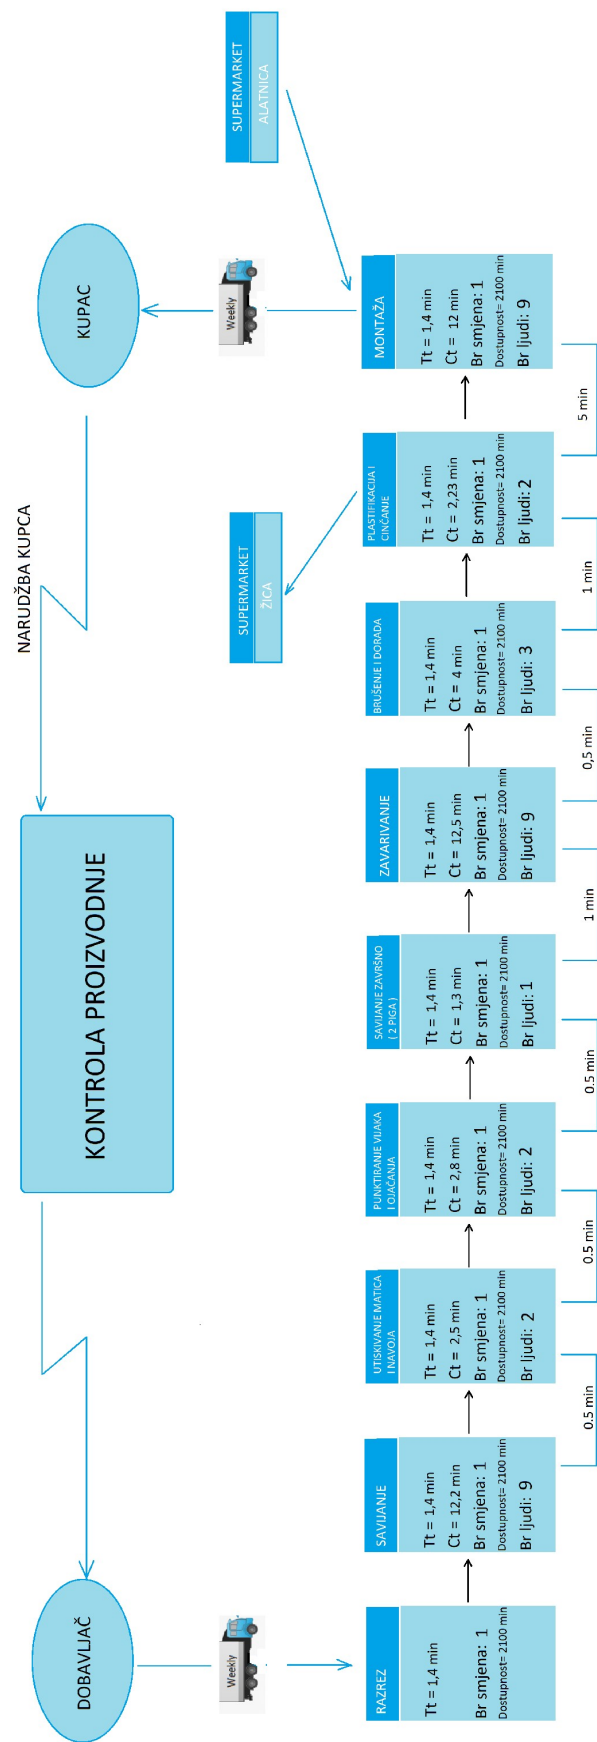 NARUDŽBA KUPCA
DOBAVLJAČ
KONTROLA PROIZVODNJE
KUPAC
Weekly
Weekly
SUPERMARKET
ŽICA
SUPERMARKET
ALATNICA
RAZREZ
Tt = 1,4 min
Br smjena: 1
Dostupnost= 2100 min
SAVIJANJE
Tt = 1,4 min
Ct = 12,2 min
Br smjena: 1
Dostupnost= 2100 min
Br ljudi: 9
UTISKIVANJE MATICA
I NAVOJA
Tt = 1,4 min
Ct = 2,5 min
Br smjena: 1
Dostupnost= 2100 min
Br ljudi: 2
PUNKTIRANJE VIJAKA
I OJAČANJA
Tt = 1,4 min
Ct = 2,8 min
Br smjena: 1
Dostupnost= 2100 min
Br ljudi: 2
SAVIJANJE ZAVRŠNO
( 2 PIGA )
Tt = 1,4 min
Ct = 1,3 min
Br smjena: 1
Dostupnost= 2100 min
Br ljudi: 1
ZAVARIVANJE
Tt = 1,4 min
Ct = 12,5 min
Br smjena: 1
Dostupnost= 2100 min
Br ljudi: 9
BRUŠENJE I DORADA
Tt = 1,4 min
Ct = 4 min
Br smjena: 1
Dostupnost= 2100 min
Br ljudi: 3
PLASTIFIKACIJA I
CINČANJE
Tt = 1,4 min
Ct = 2,23 min
Br smjena: 1
Dostupnost= 2100 min
Br ljudi: 2
MONTAŽA
Tt = 1,4 min
Ct = 12 min
Br smjena: 1
Dostupnost= 2100 min
Br ljudi: 9
0.5 min
0.5 min
0.5 min
1 min
0,5 min
1 min
5 min